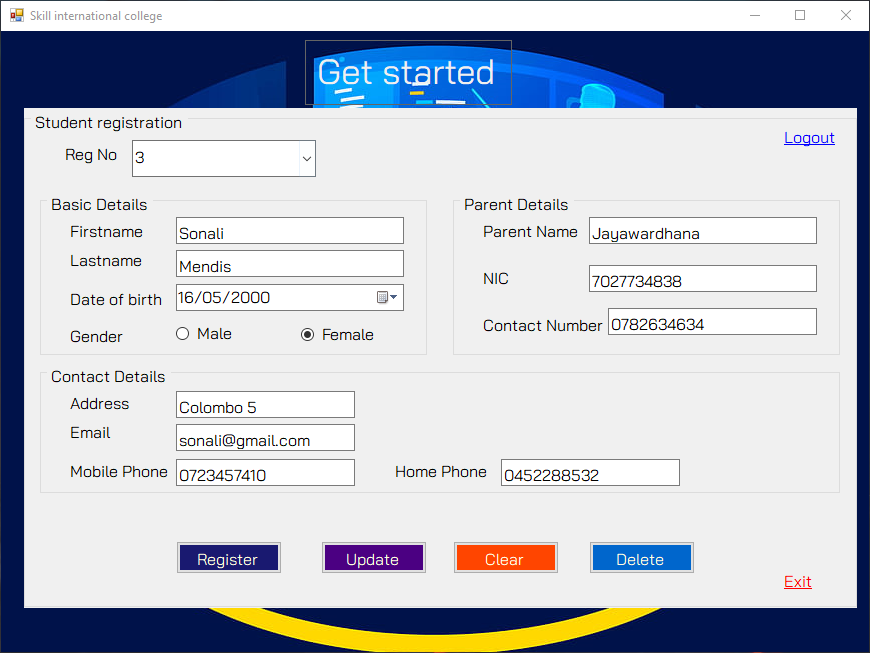 Skill international college
Get started
Student registration
Logout
Reg No 3
Basic Details
Firstname Sonali
Lastname Mendis
Date of birth 16/05/2000
Gender Male Female
Parent Details
Parent Name Jayawardhana
NIC 7027734838
Contact Number 0782634634
Contact Details
Address Colombo 5
Email sonali@gmail.com
Mobile Phone 0723457410 Home Phone 0452288532
Register Update Clear Delete
Exit